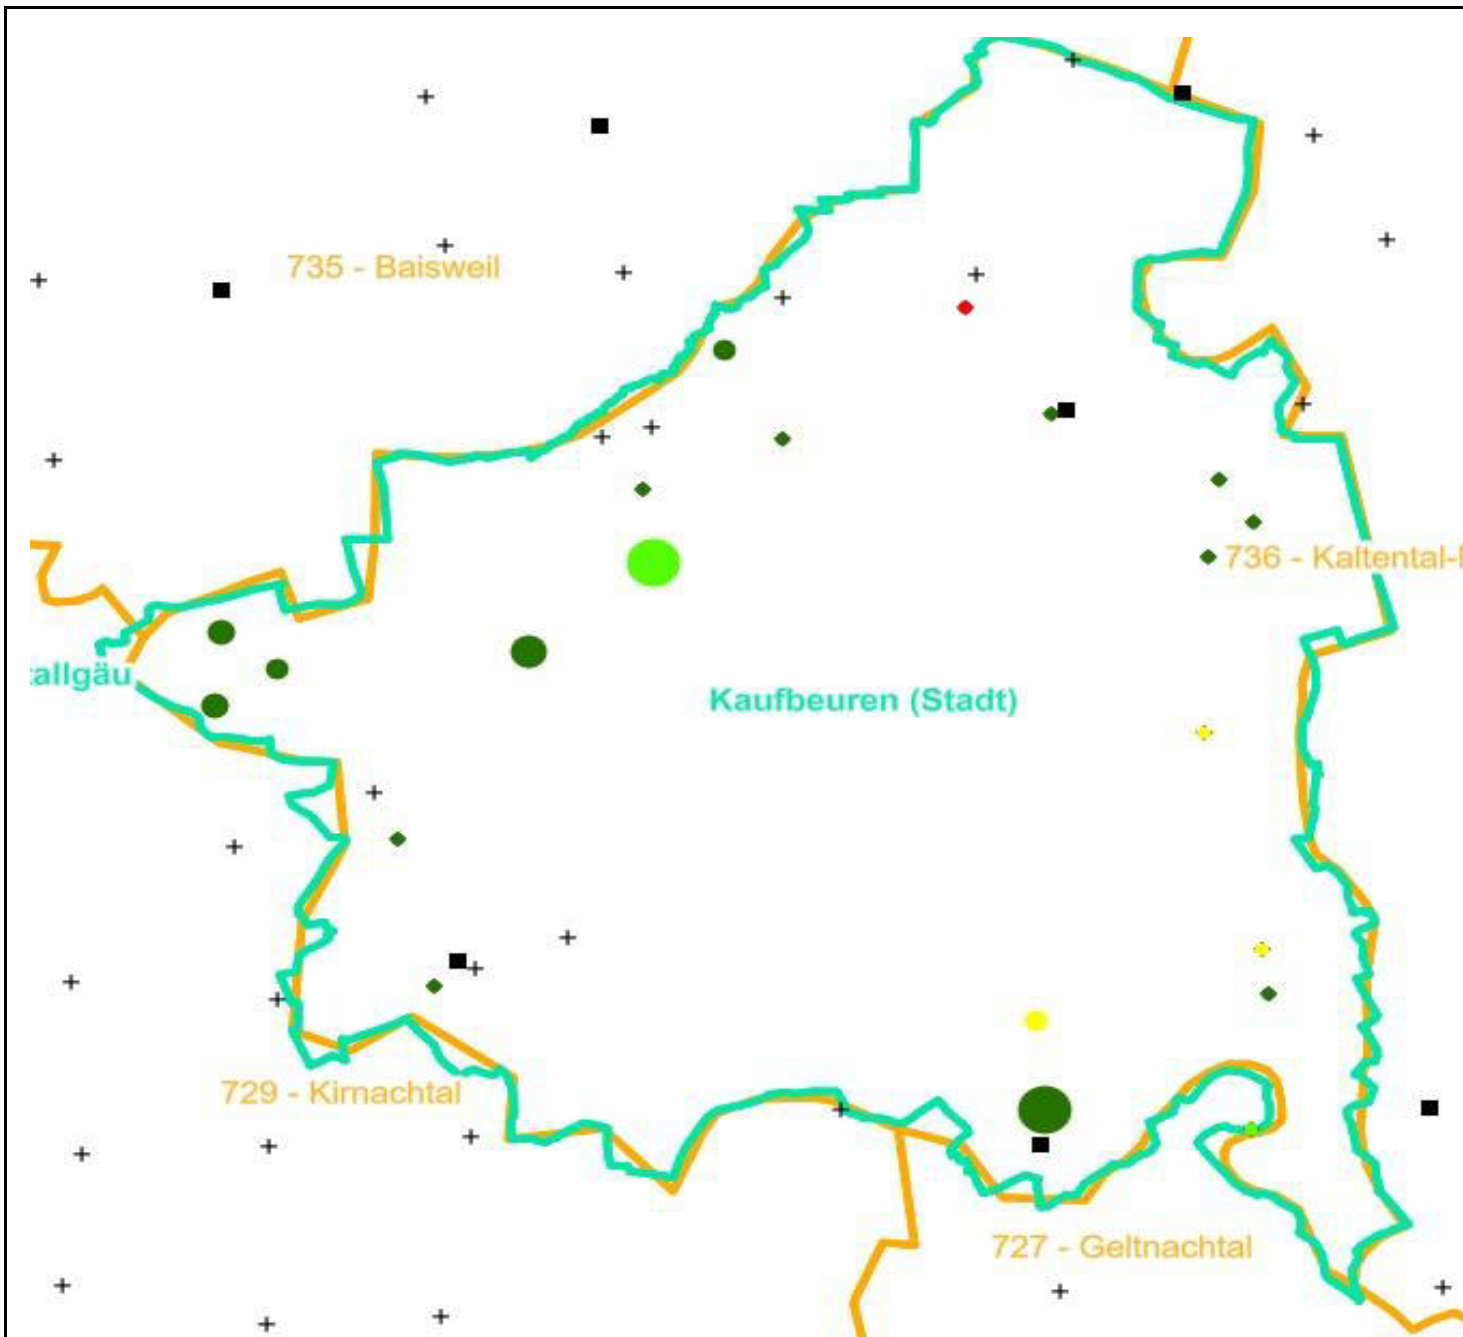 735 - Baisweil
736 - Kaltental-
allgäu
Kaufbeuren (Stadt)
729 - Kirnachtal
727 - Geltnachtal